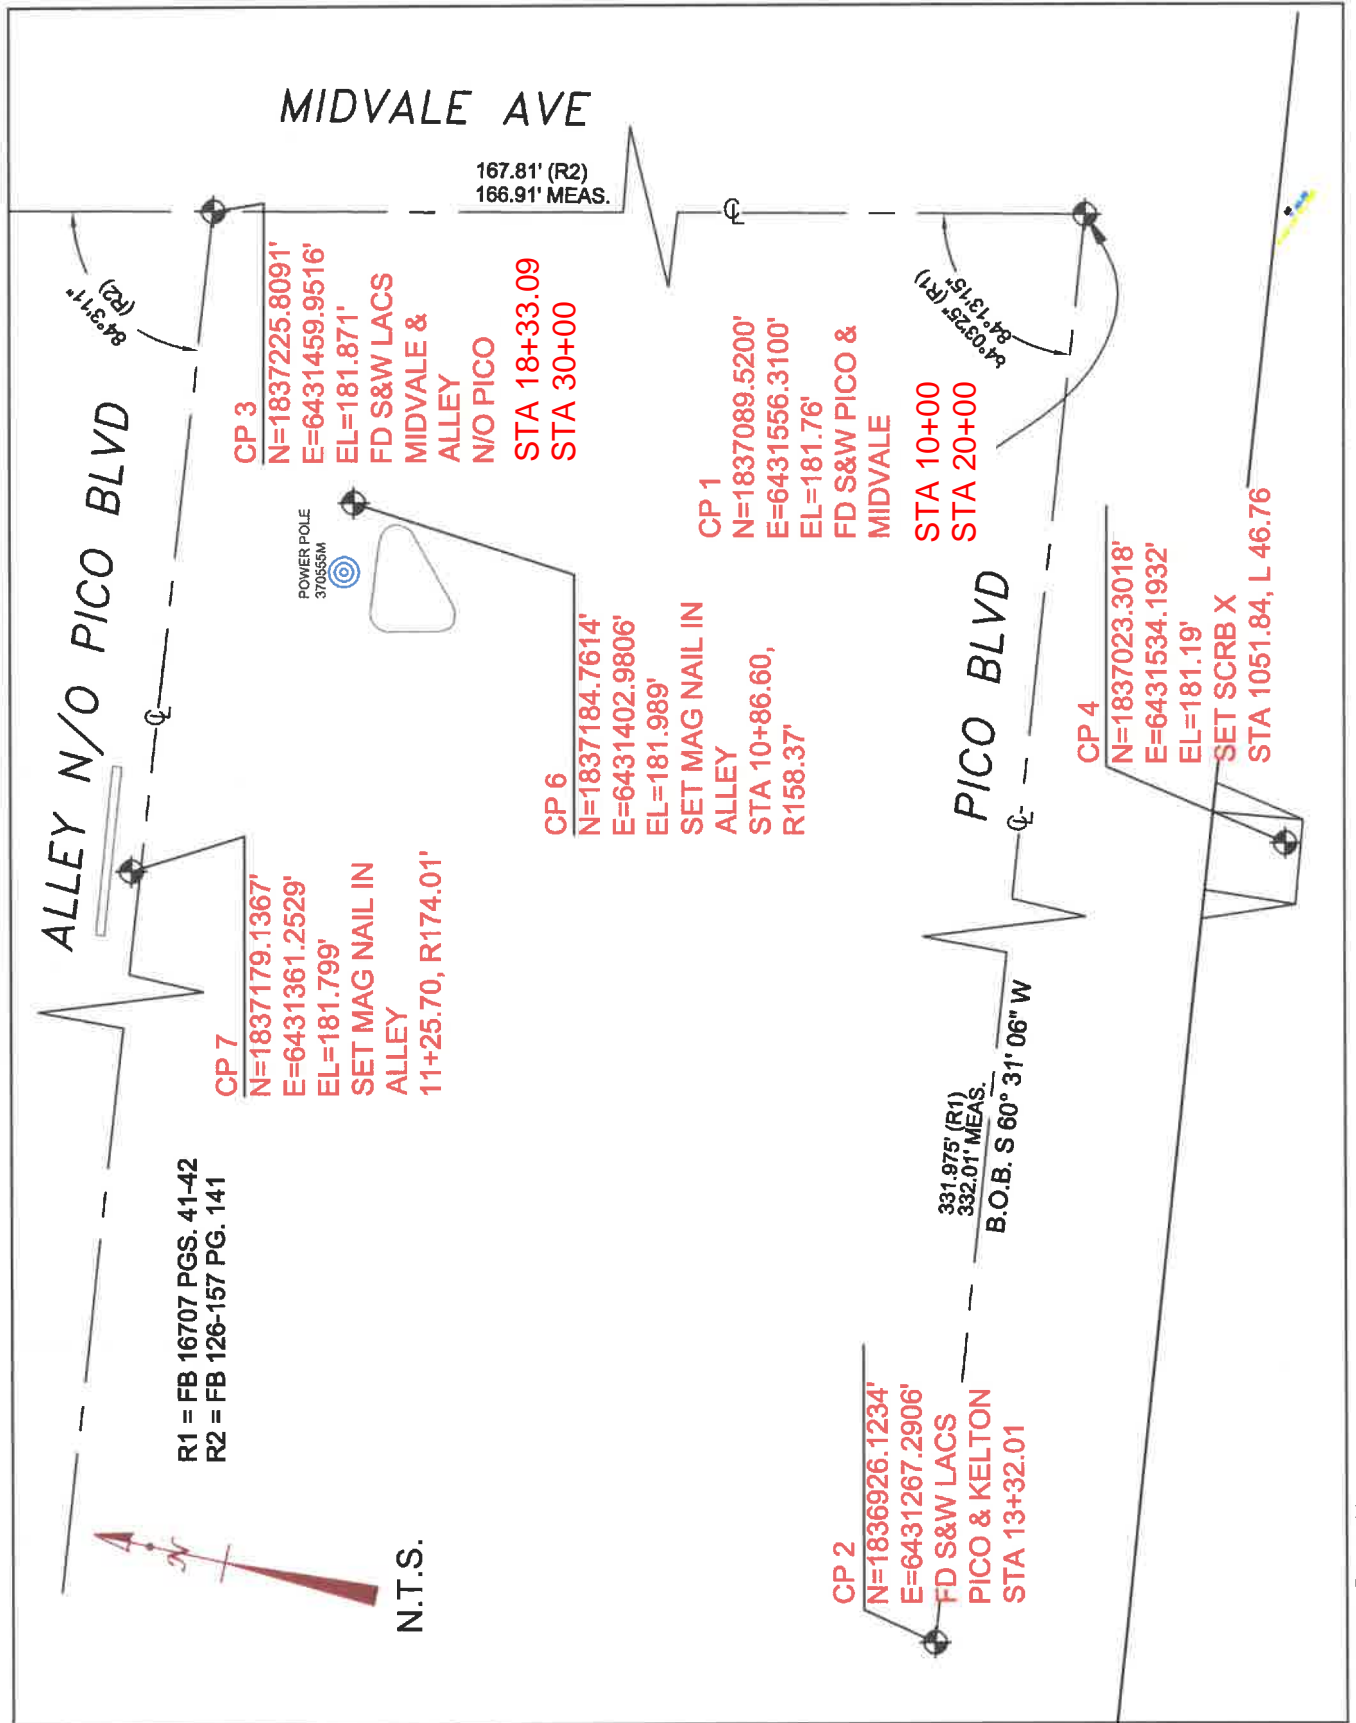 MIDVALE AVE
167.81' (R2)
166.91' MEAS.
84°3'11"
(R2)
ALLEY N/O PICO BLVD
CP 3
N=1837225.8091'
E=6431459.9516'
EL=181.871'
FD S&W LACS
MIDVALE &
ALLEY
N/O PICO
STA 18+33.09
STA 30+00
POWER POLE
370555M
84°03'25" (R1)
84°13'15"
CP 1
N=1837089.5200'
E=6431556.3100'
EL=181.76'
FD S&W PICO &
MIDVALE
STA 10+00
STA 20+00
CP 6
N=1837184.7614'
E=6431402.9806'
EL=181.989'
SET MAG NAIL IN
ALLEY
STA 10+86.60,
R158.37'
PICO BLVD
CP 4
N=1837023.3018'
E=6431534.1932'
EL=181.19'
SET SCRB X
STA 1051.84, L 46.76
CP 7
N=1837179.1367'
E=6431361.2529'
EL=181.799'
SET MAG NAIL IN
ALLEY
11+25.70, R174.01'
R1 = FB 16707 PGS. 41-42
R2 = FB 126-157 PG. 141
331.975' (R1)
332.01' MEAS.
B.O.B. S 60° 31' 06" W
CP 2
N=1836926.1234'
E=6431267.2906'
FD S&W LACS
PICO & KELTON
STA 13+32.01
N
N.T.S.